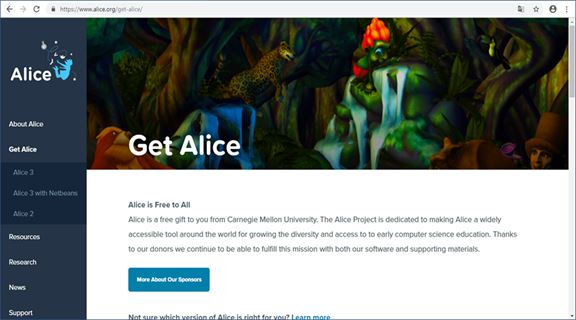 https://www.alice.org/get-alice/
Alice
About Alice
Get Alice
Alice 3
Alice 3 with Netbeans
Alice 2
Resources
Research
News
Support
Get Alice
Alice is Free to All
Alice is a free gift to you from Carnegie Mellon University. The Alice Project is dedicated to making Alice a widely
accessible tool around the world for growing the diversity and access to to early computer science education. Thanks
to our donors we continue to be able to fulfill this mission with both our software and supporting materials.
More About Our Sponsors
Not sure which version of Alice is right for you? Learn more